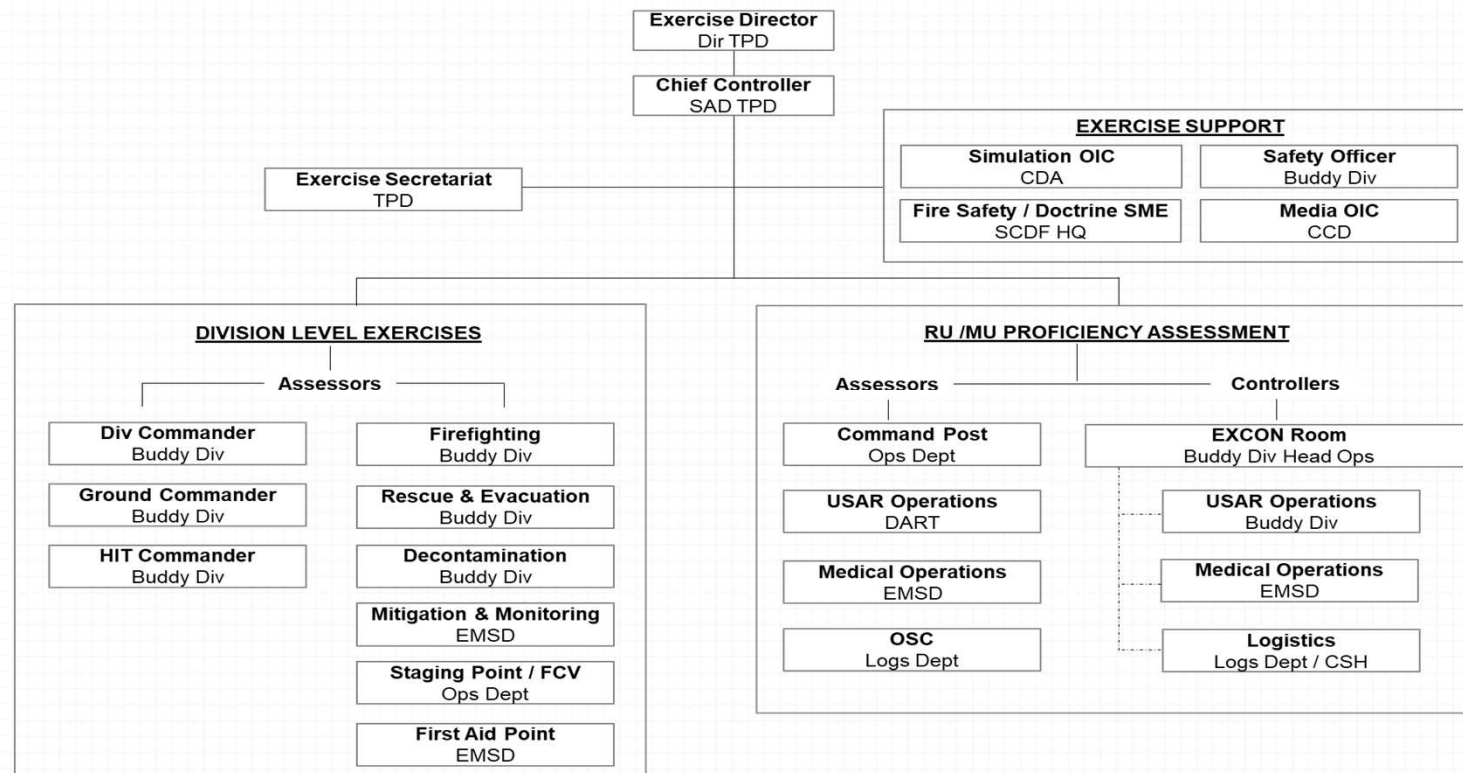 Exercise Director
Dir TPD
Chief Controller
SAD TPD
Exercise Secretariat
TPD
EXERCISE SUPPORT
Simulation OIC
CDA
Safety Officer
Buddy Div
Fire Safety / Doctrine SME
SCDF HQ
Media OIC
CCD
DIVISION LEVEL EXERCISES
Assessors
Div Commander
Buddy Div
Ground Commander
Buddy Div
HIT Commander
Buddy Div
Firefighting
Buddy Div
Rescue & Evacuation
Buddy Div
Decontamination
Buddy Div
Mitigation & Monitoring
EMSD
Staging Point / FCV
Ops Dept
First Aid Point
EMSD
RU /MU PROFICIENCY ASSESSMENT
Assessors
Command Post
Ops Dept
USAR Operations
DART
Medical Operations
EMSD
OSC
Logs Dept
Controllers
EXCON Room
Buddy Div Head Ops
USAR Operations
Buddy Div
Medical Operations
EMSD
Logistics
Logs Dept / CSH